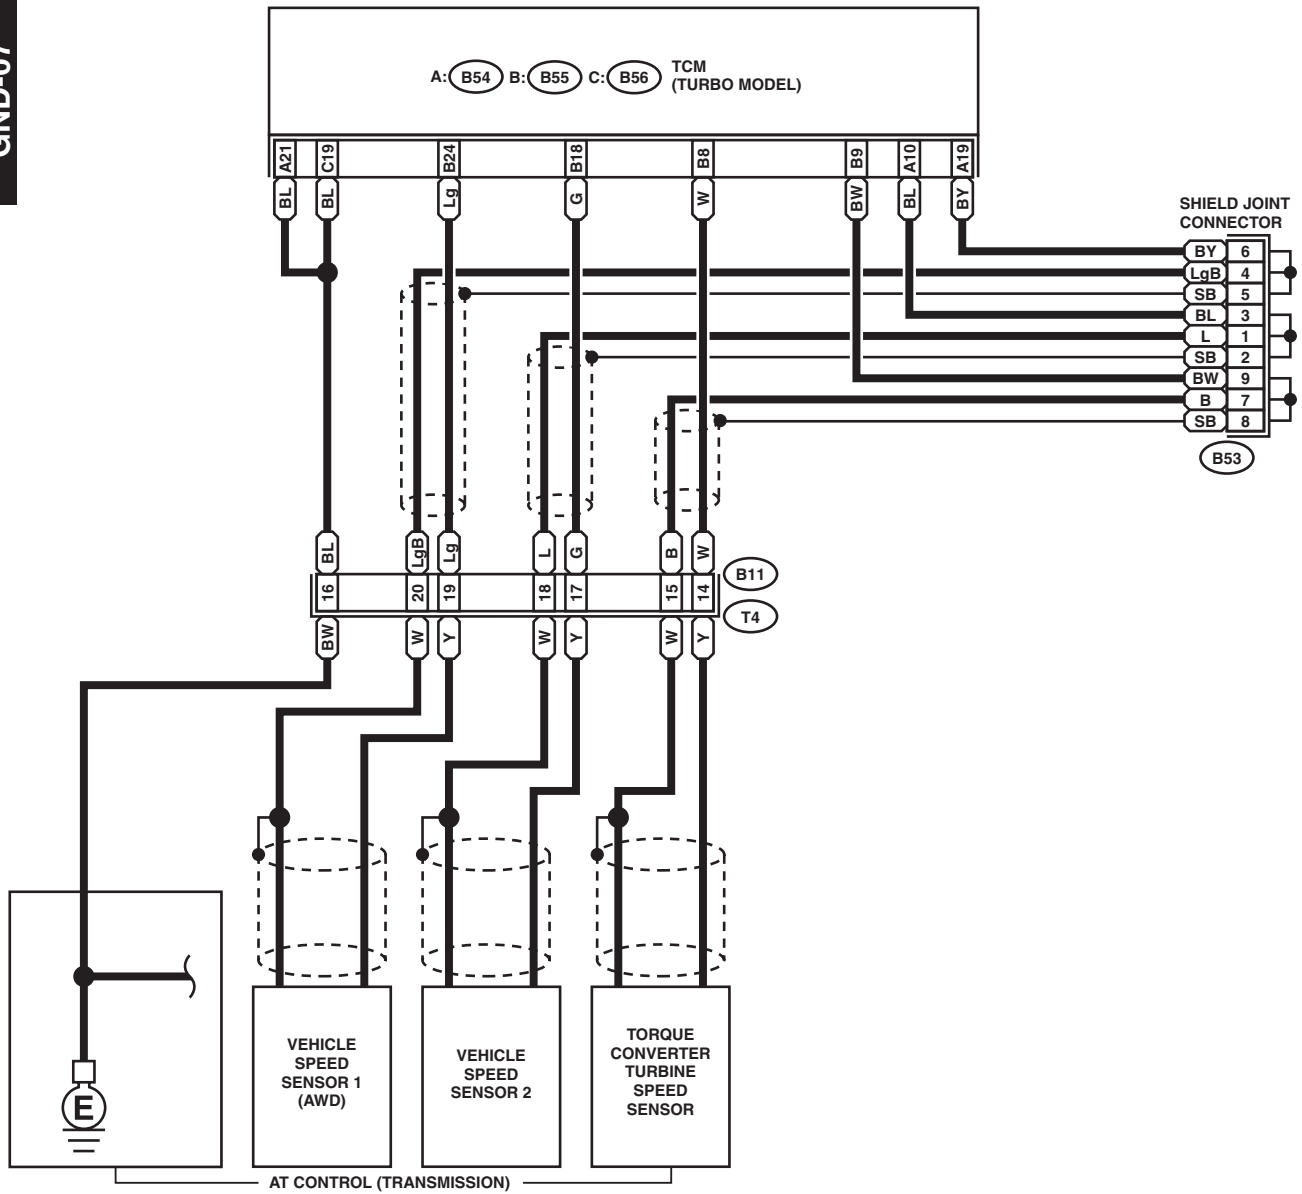 GND-07
A: B54 B: B55 C: B56 TCM
(TURBO MODEL)
A21 C19 B24 B18 B8 B9 A10 A19
BL BL Lg G W BW BL BY
SHIELD JOINT
CONNECTOR
BY 6
LgB 4
SB 5
BL 3
L 1
SB 2
BW 9
B 7
SB 8
B53
BL LgB Lg L G B W
B11
16 20 19 18 17 15 14
T4
BW W Y W Y W Y
VEHICLE
SPEED
SENSOR 1
(AWD)
VEHICLE
SPEED
SENSOR 2
TORQUE
CONVERTER
TURBINE
SPEED
SENSOR
E
AT CONTROL (TRANSMISSION)